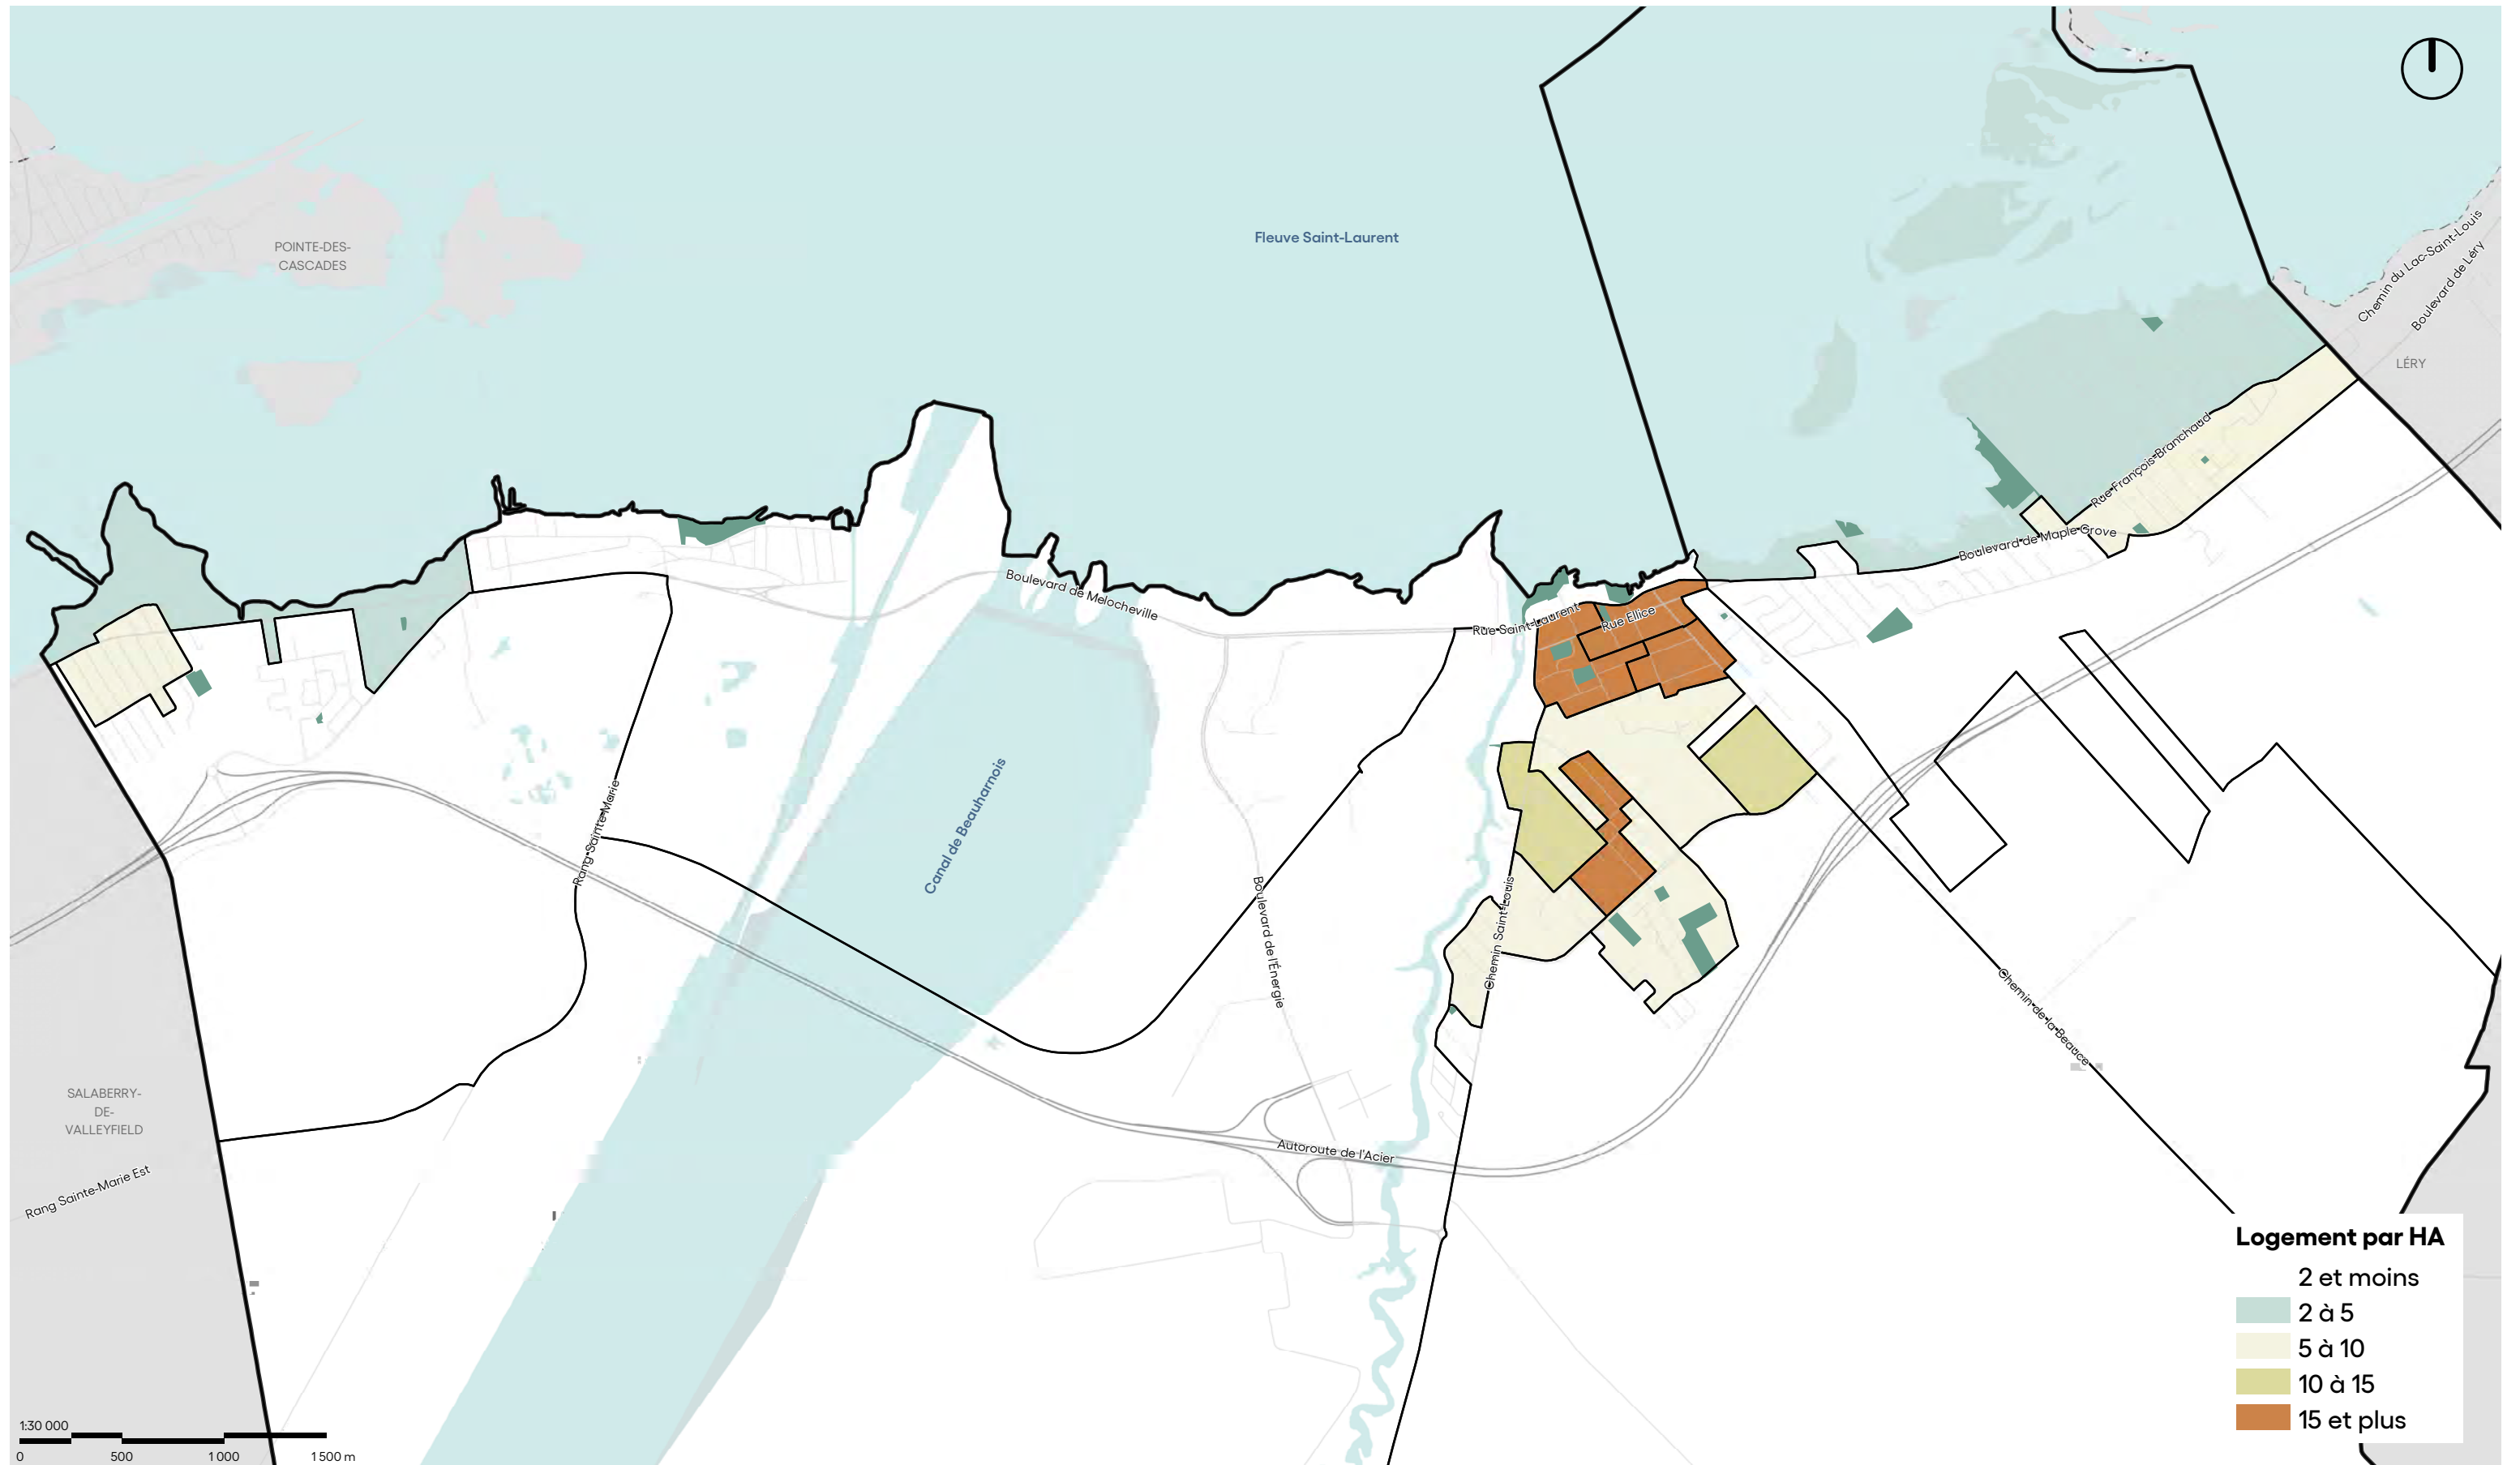 Fleuve Saint-Laurent
POINTE-DES-
CASCADES
Chemin du Lac-Saint-Louis
Boulevard de Léry
LÉRY
Rue François-Branchaud
Boulevard de Maple Grove
Boulevard de Melocheville
Rue Saint-Laurent
Rue Ellice
Rang Sainte-Marie
Canal de Beauharnois
Boulevard de l'Énergie
Chemin Saint-Louis
Chemin de la Beauce
SALABERRY-
DE-
VALLEYFIELD
Rang Sainte-Marie Est
Autoroute de l'Acier
Logement par HA
2 et moins
2 à 5
5 à 10
10 à 15
15 et plus
1:30 000
0 500 1 000 1 500 m